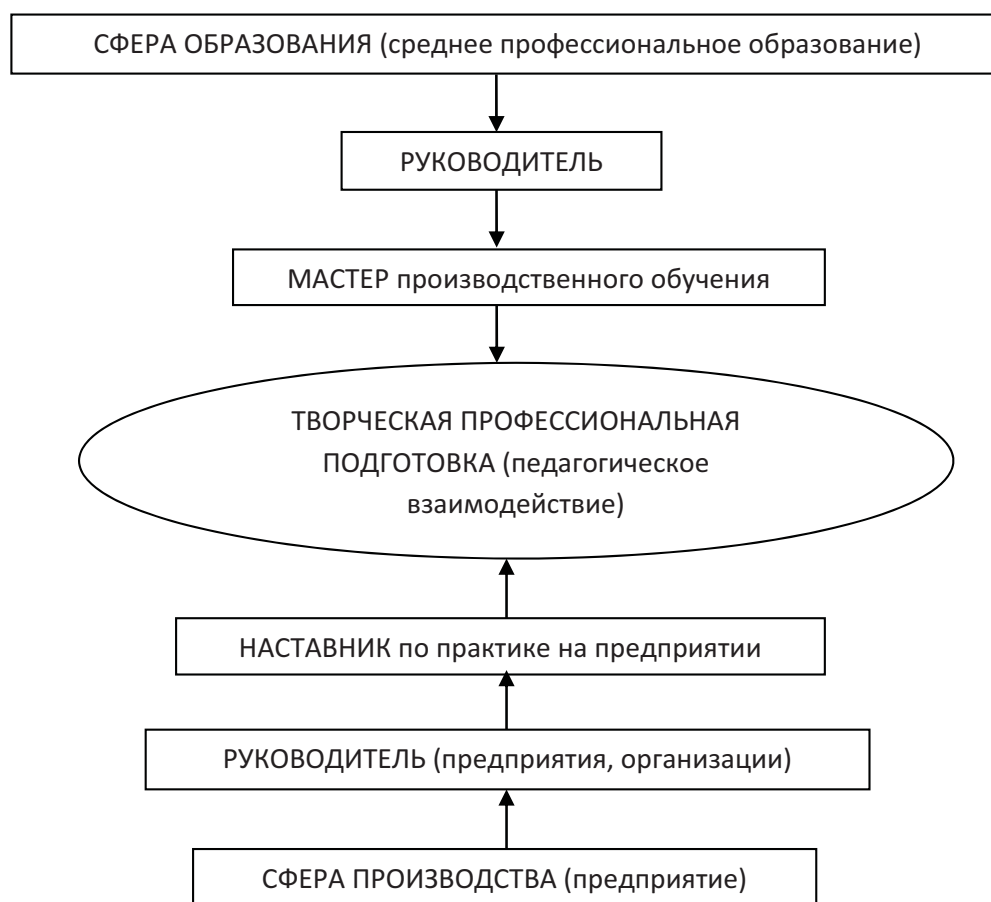 СФЕРА ОБРАЗОВАНИЯ (среднее профессиональное образование)
РУКОВОДИТЕЛЬ
МАСТЕР производственного обучения
ТВОРЧЕСКАЯ ПРОФЕССИОНАЛЬНАЯ
ПОДГОТОВКА (педагогическое
взаимодействие)
НАСТАВНИК по практике на предприятии
РУКОВОДИТЕЛЬ (предприятия, организации)
СФЕРА ПРОИЗВОДСТВА (предприятие)